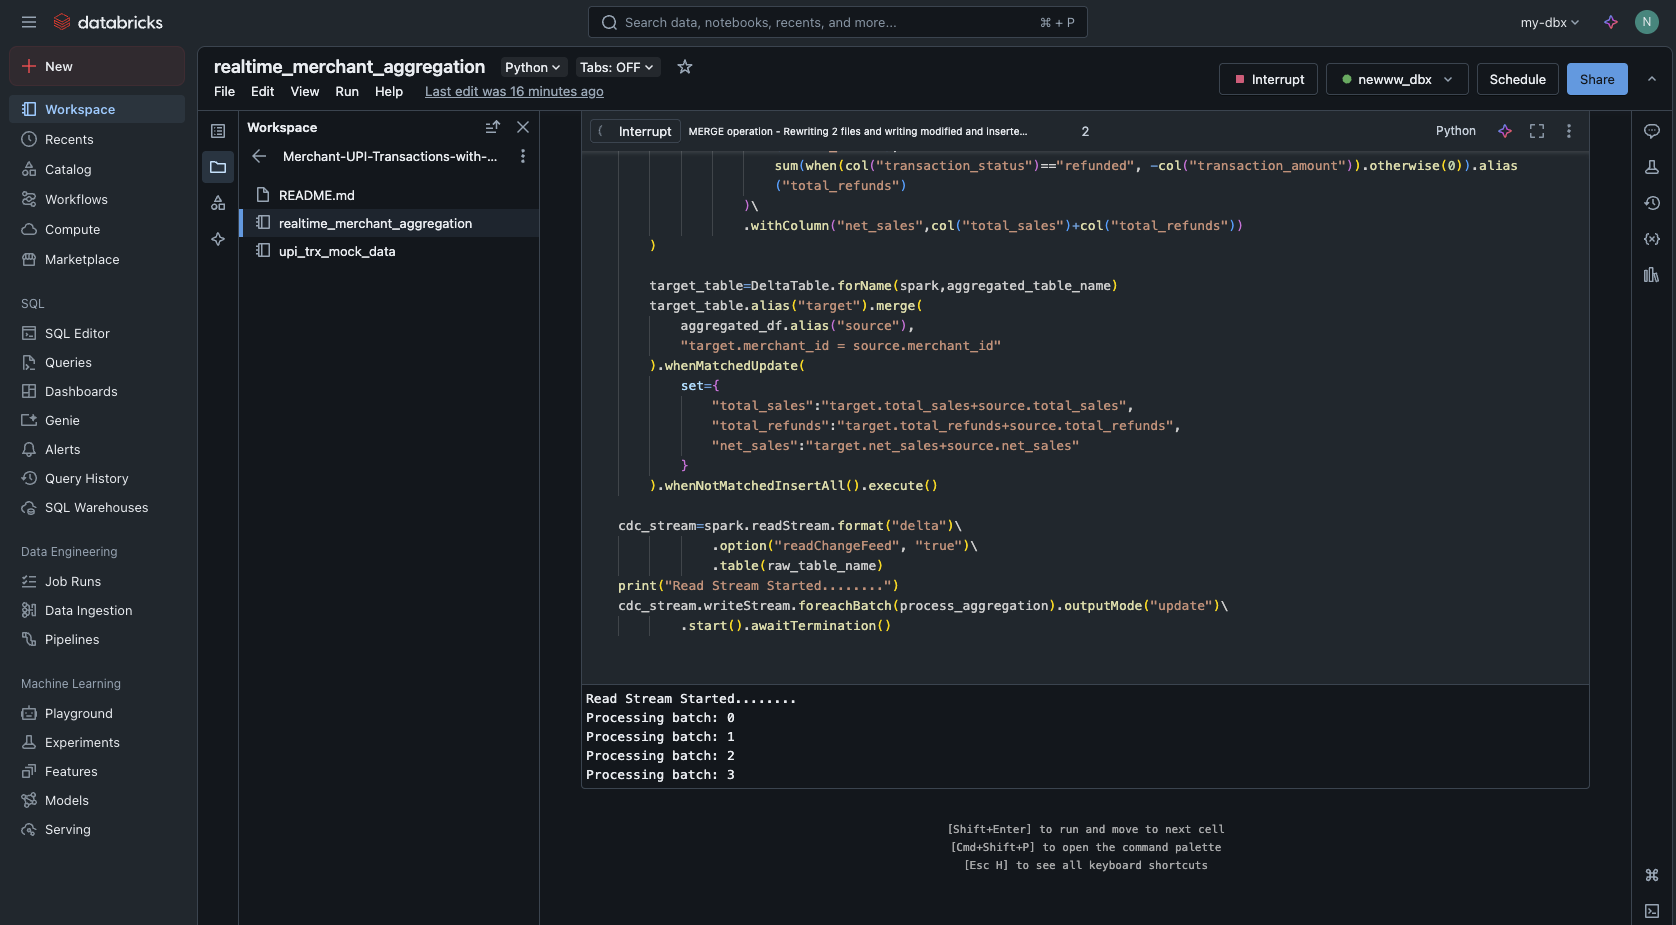 databricks
Search data, notebooks, recents, and more...
⌘ + P
my-dbx
N
New
Workspace
Recents
Catalog
Workflows
Compute
Marketplace
SQL
SQL Editor
Queries
Dashboards
Genie
Alerts
Query History
SQL Warehouses
Data Engineering
Job Runs
Data Ingestion
Pipelines
Machine Learning
Playground
Experiments
Features
Models
Serving
realtime_merchant_aggregation
Python
Tabs: OFF
File Edit View Run Help Last edit was 16 minutes ago
Interrupt
newww_dbx
Schedule
Share
Workspace
Merchant-UPI-Transactions-with-...
README.md
realtime_merchant_aggregation
upi_trx_mock_data
Interrupt
MERGE operation - Rewriting 2 files and writing modified and inserte...
2
Python
sum(when(col("transaction_status")=="refunded", -col("transaction_amount")).otherwise(0)).alias
("total_refunds")
)\
.withColumn("net_sales",col("total_sales")+col("total_refunds"))
)
target_table=DeltaTable.forName(spark,aggregated_table_name)
target_table.alias("target").merge(
aggregated_df.alias("source"),
"target.merchant_id = source.merchant_id"
).whenMatchedUpdate(
set={
"total_sales":"target.total_sales+source.total_sales",
"total_refunds":"target.total_refunds+source.total_refunds",
"net_sales":"target.net_sales+source.net_sales"
}
).whenNotMatchedInsertAll().execute()
cdc_stream=spark.readStream.format("delta")\
.option("readChangeFeed", "true")\
.table(raw_table_name)
print("Read Stream Started........")
cdc_stream.writeStream.foreachBatch(process_aggregation).outputMode("update")\
.start().awaitTermination()
Read Stream Started........
Processing batch: 0
Processing batch: 1
Processing batch: 2
Processing batch: 3
[Shift+Enter] to run and move to next cell
[Cmd+Shift+P] to open the command palette
[Esc H] to see all keyboard shortcuts